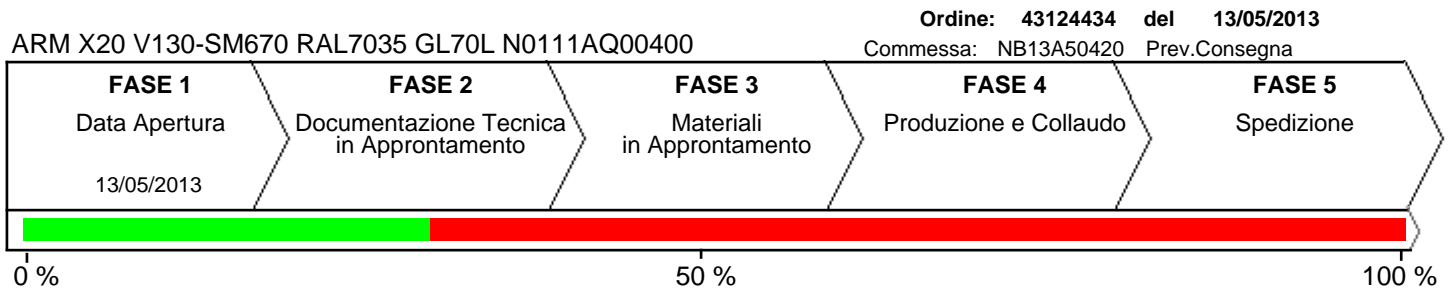 Ordine: 43124434 del 13/05/2013
ARM X20 V130-SM670 RAL7035 GL70L N0111AQ00400
Commessa: NB13A50420 Prev.Consegna
FASE 1
Data Apertura
13/05/2013
FASE 2
Documentazione Tecnica
in Approntamento
FASE 3
Materiali
in Approntamento
FASE 4
Produzione e Collaudo
FASE 5
Spedizione
0 %
50 %
100 %